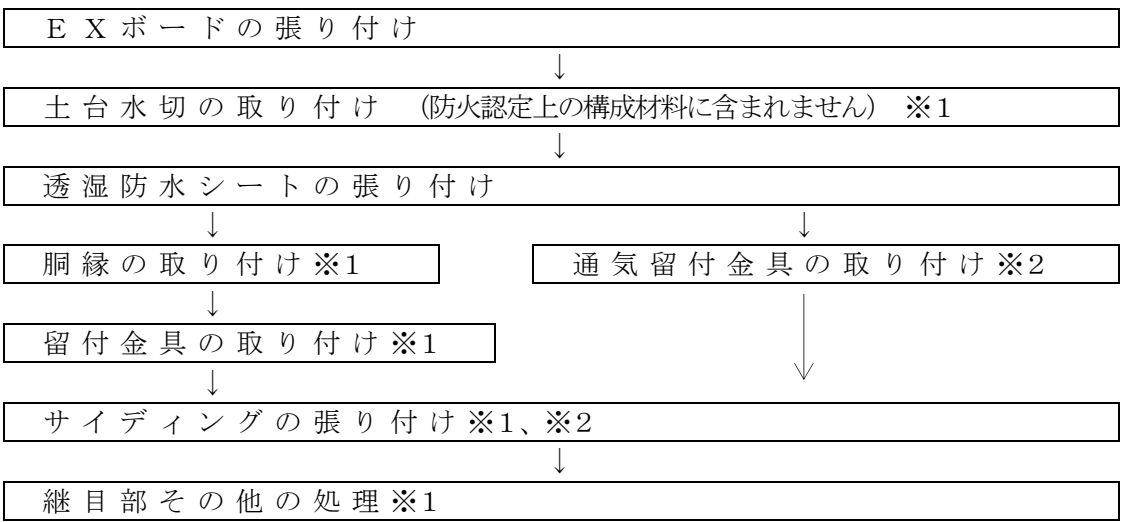 EXボードの張り付け
↓
土台水切の取り付け (防火認定上の構成材料に含まれません) ※1
↓
透湿防水シートの張り付け
↓ ↓
胴縁の取り付け※1 通気留付金具の取り付け※2
↓
留付金具の取り付け※1
↓
サイディングの張り付け※1、※2
↓
継目部その他の処理※1